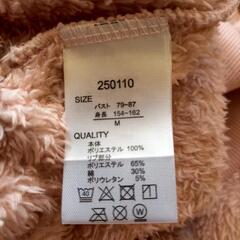 250110
SIZE
バスト 79~87
身長 154~162
M
QUALITY
本体
ポリエステル 100%
リブ部分
ポリエステル 65%
綿 30%
ポリウレタン 5%
40